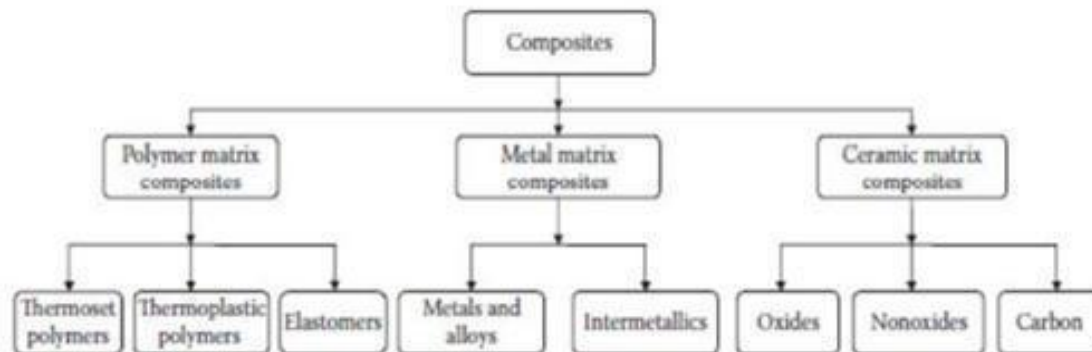 Composites
Polymer matrix
composites
Metal matrix
composites
Ceramic matrix
composites
Thermoset
polymers
Thermoplastic
polymers
Elastomers
Metals and
alloys
Intermetallics
Oxides
Nonoxides
Carbon